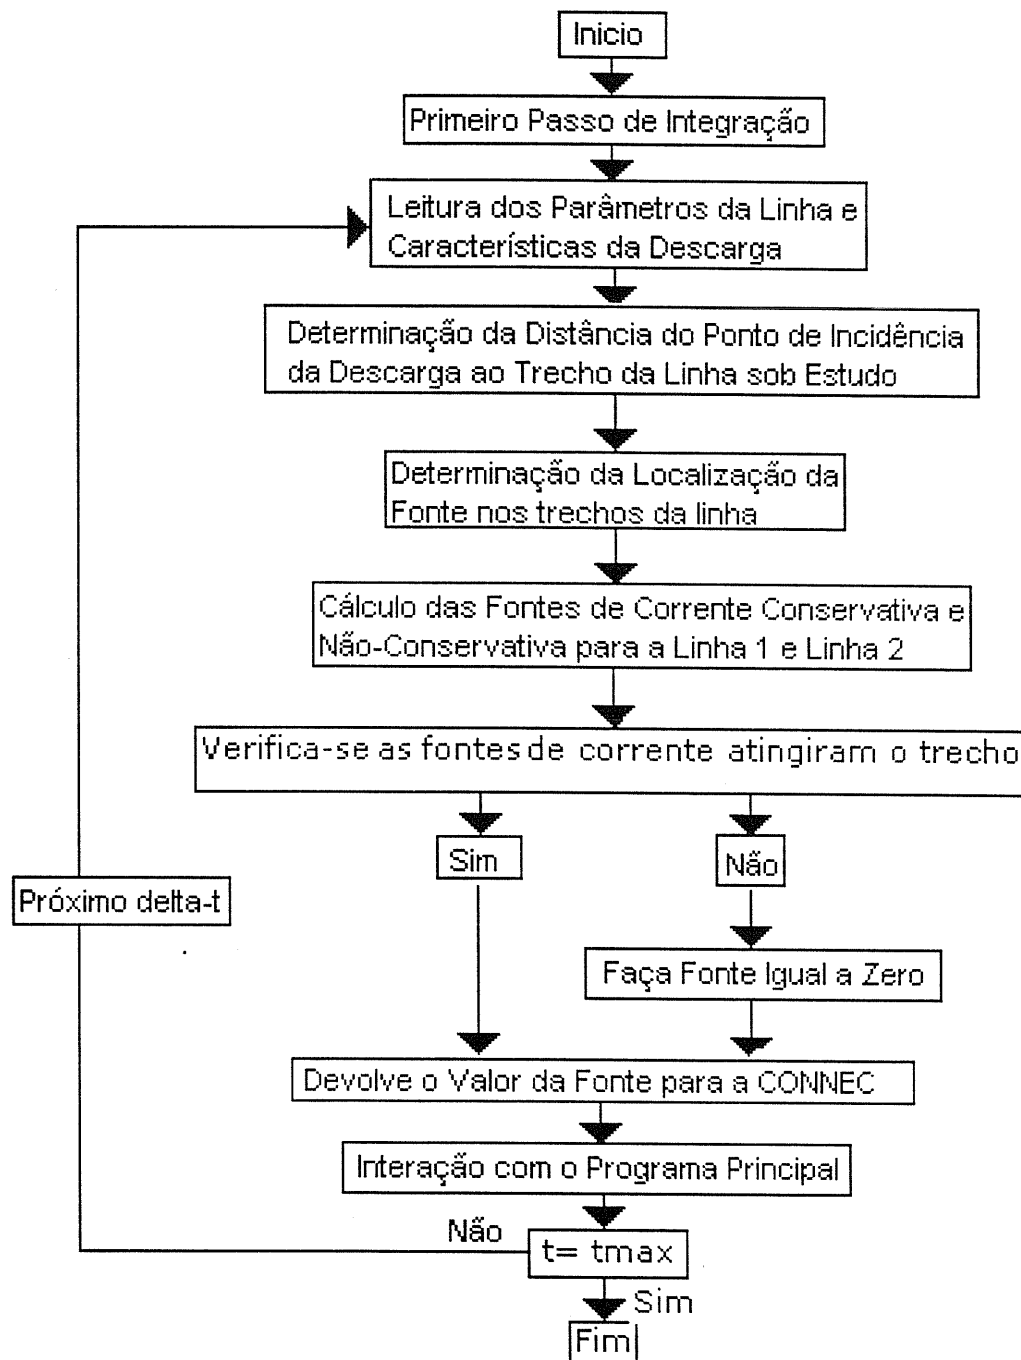 Inicio
Primeiro Passo de Integração
Leitura dos Parâmetros da Linha e
Características da Descarga
Determinação da Distância do Ponto de Incidência
da Descarga ao Trecho da Linha sob Estudo
Determinação da Localização da
Fonte nos trechos da linha
Cálculo das Fontes de Corrente Conservativa e
Não-Conservativa para a Linha 1 e Linha 2
Verifica-se as fontes de corrente atingiram o trecho
Sim
Não
Próximo delta-t
Faça Fonte Igual a Zero
Devolve o Valor da Fonte para a CONNEC
Interação com o Programa Principal
Não
t= tmax
Sim
Fim